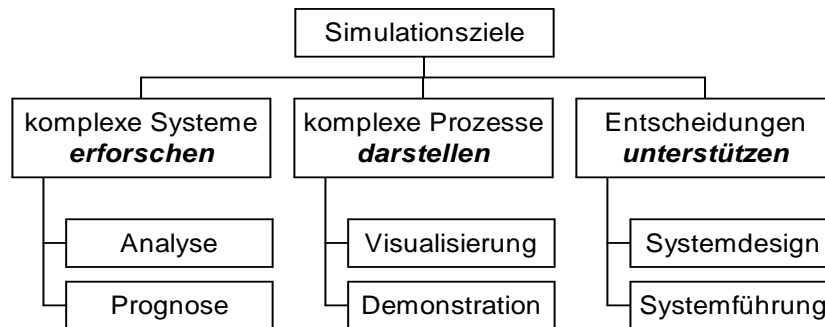 Simulationsziele
komplexe Systeme
erforschen
komplexe Prozesse
darstellen
Entscheidungen
unterstützen
Analyse
Visualisierung
Systemdesign
Prognose
Demonstration
Systemführung